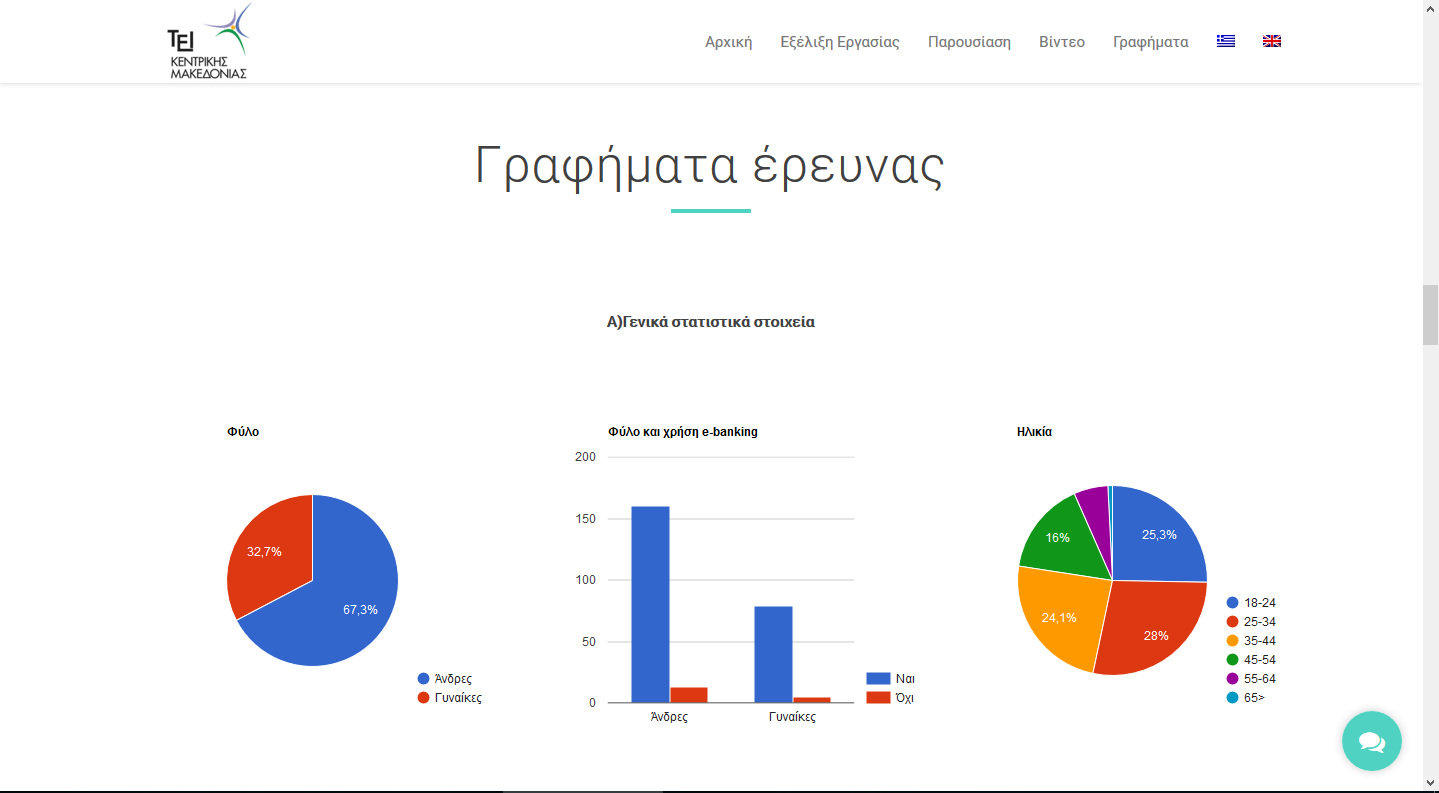 ΤΕΙ
ΚΕΝΤΡΙΚΗΣ
ΜΑΚΕΔΟΝΙΑΣ
Αρχική
Εξέλιξη Εργασίας
Παρουσίαση
Βίντεο
Γραφήματα
Γραφήματα έρευνας
Α)Γενικά στατιστικά στοιχεία
Φύλο
32,7%
67,3%
Άνδρες
Γυναίκες
Φύλο και χρήση e-banking
200
150
100
50
0
Άνδρες
Γυναίκες
Ναι
Όχι
Ηλικία
25,3%
16%
24,1%
28%
18-24
25-34
35-44
45-54
55-64
65>